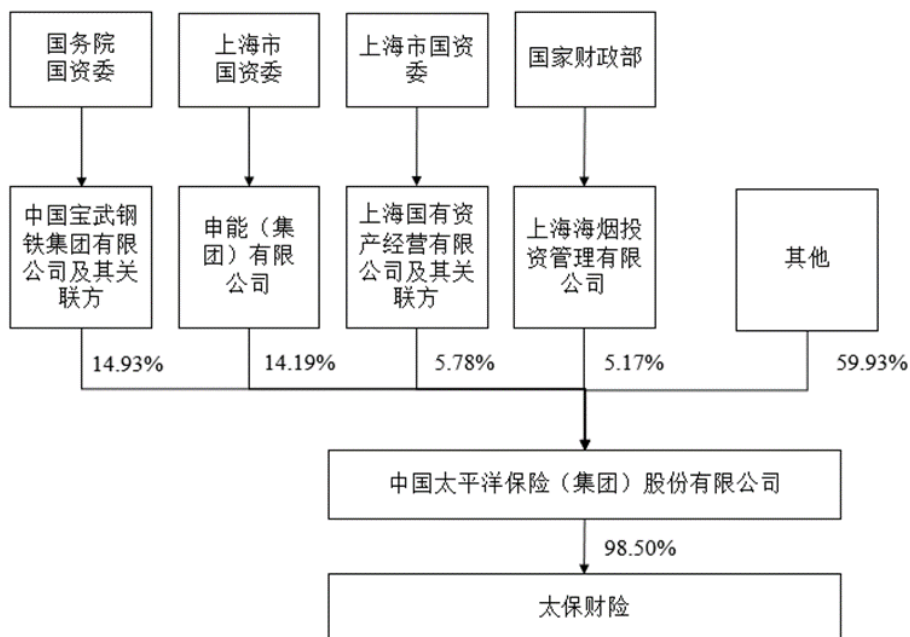 国务院
国资委
上海市
国资委
上海市国资
委
国家财政部
中国宝武钢
铁集团有限
公司及其关
联方
申能（集
团）有限
公司
上海国有资
产经营有限
公司及其关
联方
上海海烟投
资管理有限
公司
其他
14.93%
14.19%
5.78%
5.17%
59.93%
中国太平洋保险（集团）股份有限公司
98.50%
太保财险